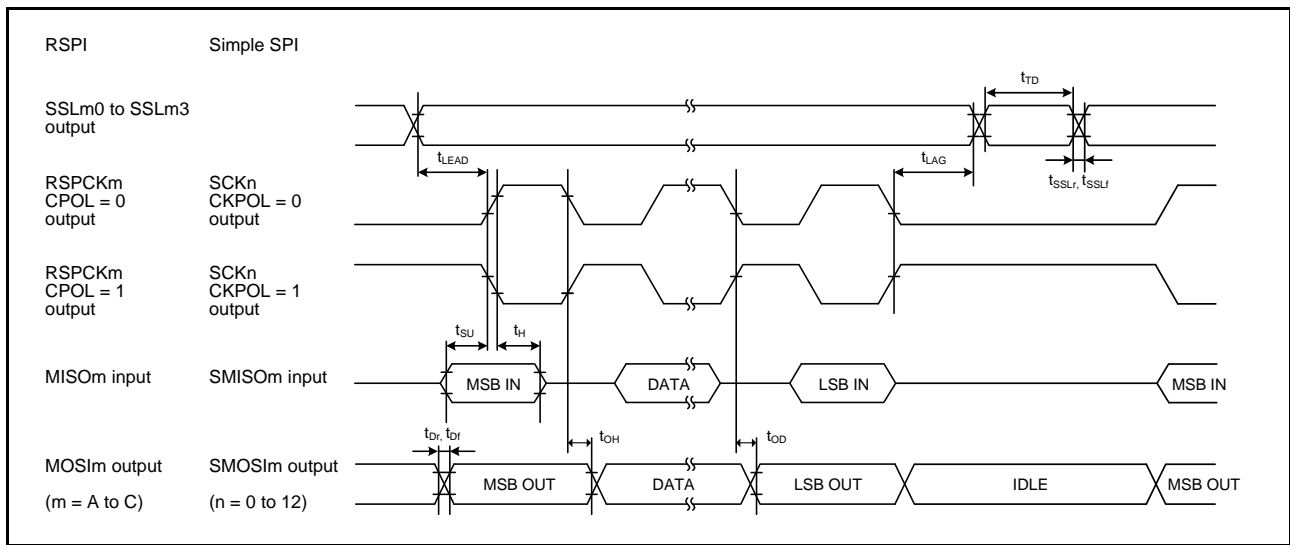 RSPI Simple SPI
tTD
SSLm0 to SSLm3
output
tLEAD tLAG
tSSLr, tSSLf
RSPCKm SCKn
CPOL = 0 CKPOL = 0
output output
RSPCKm SCKn
CPOL = 1 CKPOL = 1
output output
tSU tH
MISOm input SMISOm input MSB IN DATA LSB IN MSB IN
tDr, tDf tOH tOD
MOSIm output SMOSIm output MSB OUT DATA LSB OUT IDLE MSB OUT
(m = A to C) (n = 0 to 12)